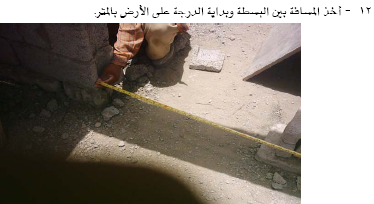 ١٢ - أخذ المسافة بين البسطة وبداية الدرجة على الأرض بالمتر.